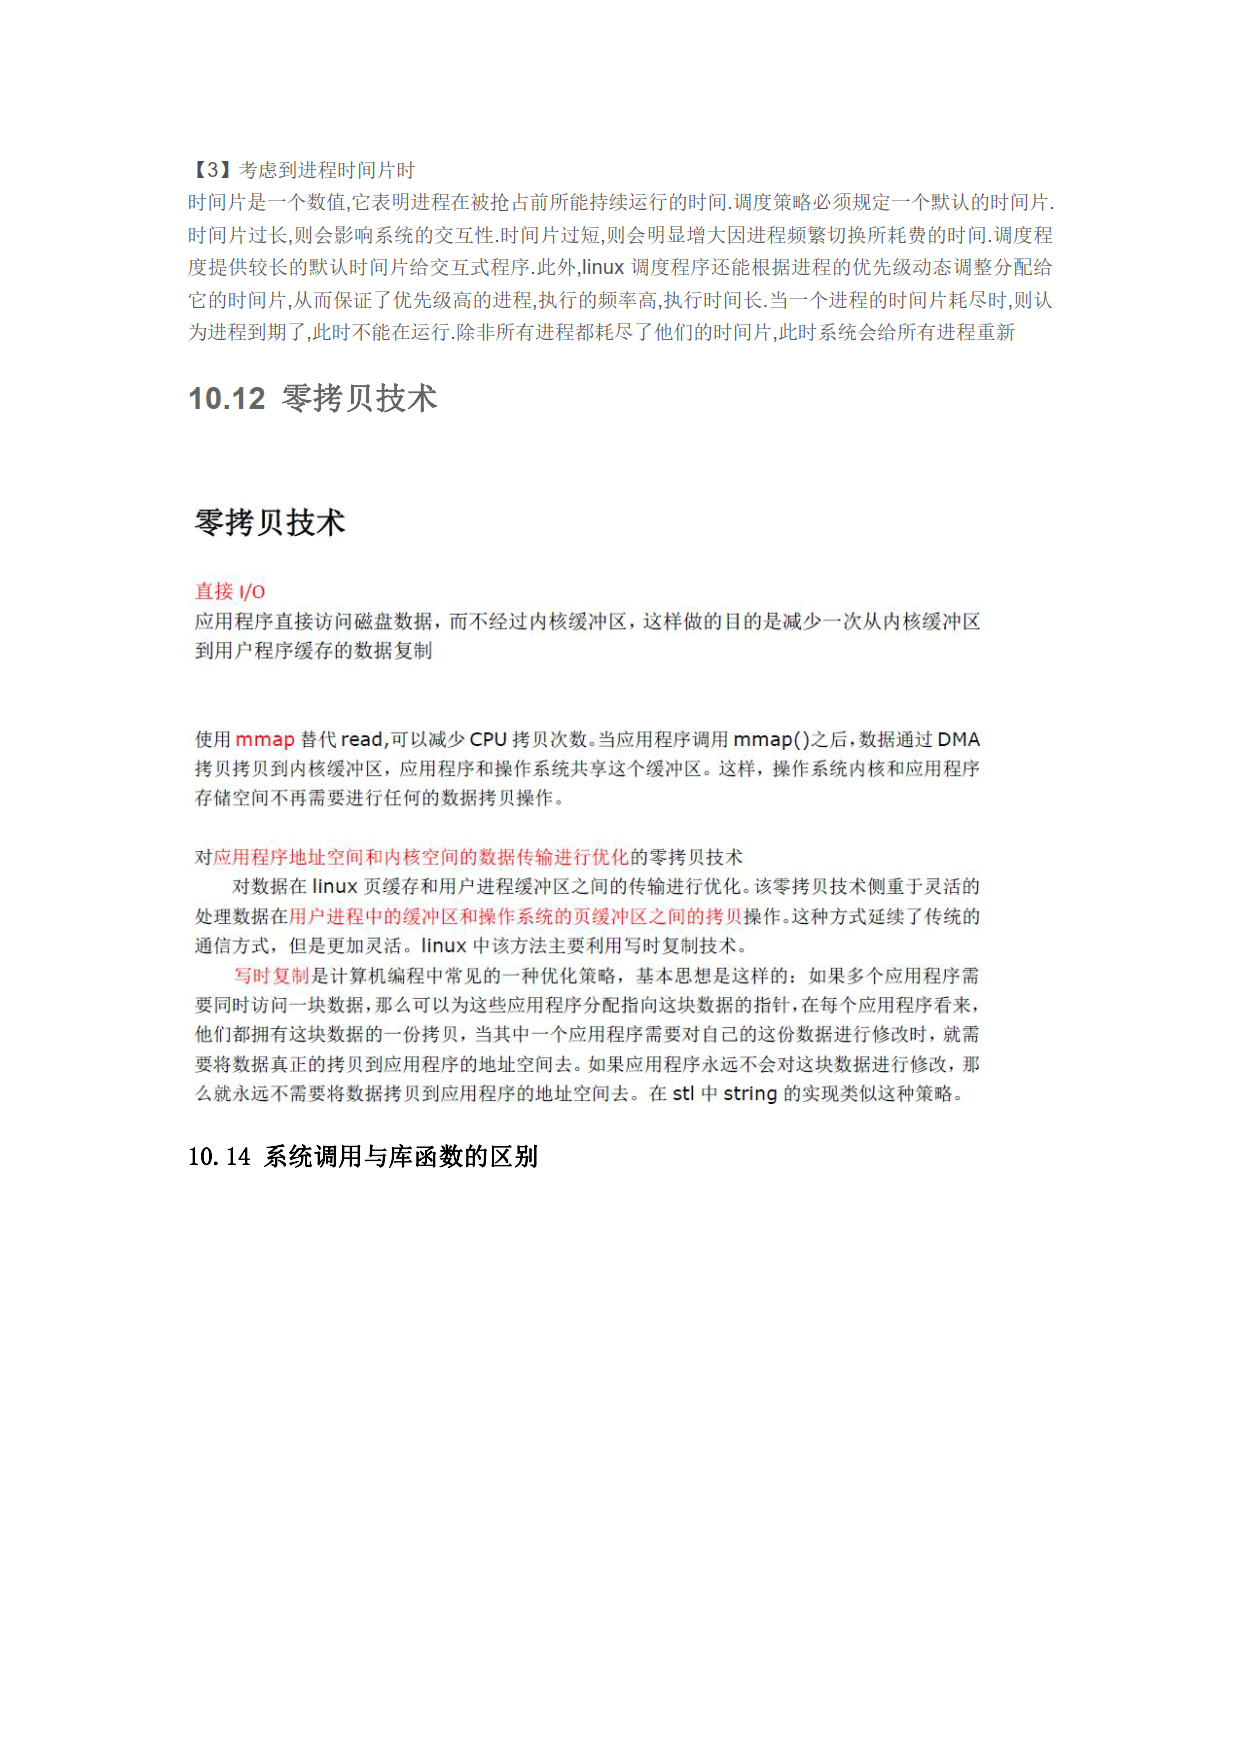 【3】考虑到进程时间片时
时间片是一个数值,它表明进程在被抢占前所能持续运行的时间.调度策略必须规定一个默认的时间片.
时间片过长,则会影响系统的交互性.时间片过短,则会明显增大因进程频繁切换所耗费的时间.调度程
度提供较长的默认时间片给交互式程序.此外,linux 调度程序还能根据进程的优先级动态调整分配给
它的时间片,从而保证了优先级高的进程,执行的频率高,执行时间长.当一个进程的时间片耗尽时,则认
为进程到期了,此时不能在运行.除非所有进程都耗尽了他们的时间片,此时系统会给所有进程重新
10.12 零拷贝技术
零拷贝技术
直接 I/O
应用程序直接访问磁盘数据，而不经过内核缓冲区，这样做的目的是减少一次从内核缓冲区
到用户程序缓存的数据复制
使用 mmap 替代 read,可以减少 CPU 拷贝次数。当应用程序调用 mmap()之后，数据通过 DMA
拷贝拷贝到内核缓冲区，应用程序和操作系统共享这个缓冲区。这样，操作系统内核和应用程序
存储空间不再需要进行任何的数据拷贝操作。
对应用程序地址空间和内核空间的数据传输进行优化的零拷贝技术
对数据在 linux 页缓存和用户进程缓冲区之间的传输进行优化。该零拷贝技术侧重于灵活的
处理数据在用户进程中的缓冲区和操作系统的页缓冲区之间的拷贝操作。这种方式延续了传统的
通信方式，但是更加灵活。linux 中该方法主要利用写时复制技术。
写时复制是计算机编程中常见的一种优化策略，基本思想是这样的：如果多个应用程序需
要同时访问一块数据，那么可以为这些应用程序分配指向这块数据的指针，在每个应用程序看来，
他们都拥有这块数据的一份拷贝，当其中一个应用程序需要对自己的这份数据进行修改时，就需
要将数据真正的拷贝到应用程序的地址空间去。如果应用程序永远不会对这块数据进行修改，那
么就永远不需要将数据拷贝到应用程序的地址空间去。在 stl 中 string 的实现类似这种策略。
10.14 系统调用与库函数的区别